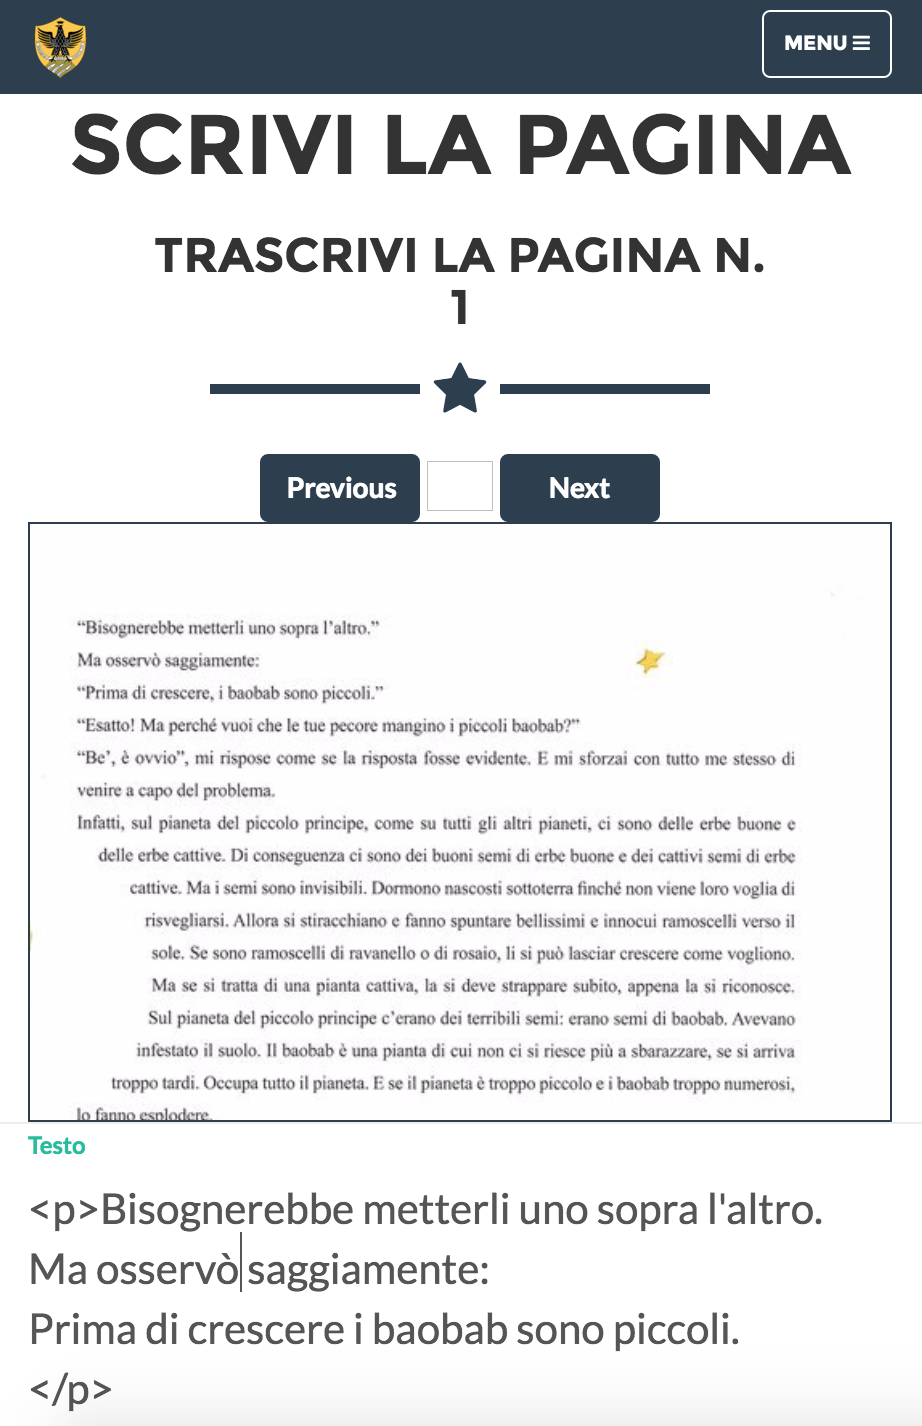 MENU
SCRIVI LA PAGINA
TRASCRIVI LA PAGINA N.
1
Previous
Next
“Bisognerebbe metterli uno sopra l’altro.”
Ma osservò saggiamente:
“Prima di crescere, i baobab sono piccoli.”
“Esatto! Ma perché vuoi che le tue pecore mangino i piccoli baobab?”
“Be’, è ovvio”, mi rispose come se la risposta fosse evidente. E mi sforzai con tutto me stesso di
venire a capo del problema.
Infatti, sul pianeta del piccolo principe, come su tutti gli altri pianeti, ci sono delle erbe buone e
delle erbe cattive. Di conseguenza ci sono dei buoni semi di erbe buone e dei cattivi semi di erbe
cattive. Ma i semi sono invisibili. Dormono nascosti sottoterra finché non viene loro voglia di
risvegliarsi. Allora si stiracchiano e fanno spuntare bellissimi e innocui ramoscelli verso il
sole. Se sono ramoscelli di ravanello o di rosaio, li si può lasciar crescere come vogliono.
Ma se si tratta di una pianta cattiva, la si deve strappare subito, appena la si riconosce.
Sul pianeta del piccolo principe c’erano dei terribili semi: erano semi di baobab. Avevano
infestato il suolo. Il baobab è una pianta di cui non ci si riesce più a sbarazzare, se si arriva
troppo tardi. Occupa tutto il pianeta. E se il pianeta è troppo piccolo e i baobab troppo numerosi,
lo fanno esplodere.
Testo
<p>Bisognerebbe metterli uno sopra l'altro.
Ma osservò saggiamente:
Prima di crescere i baobab sono piccoli.
</p>